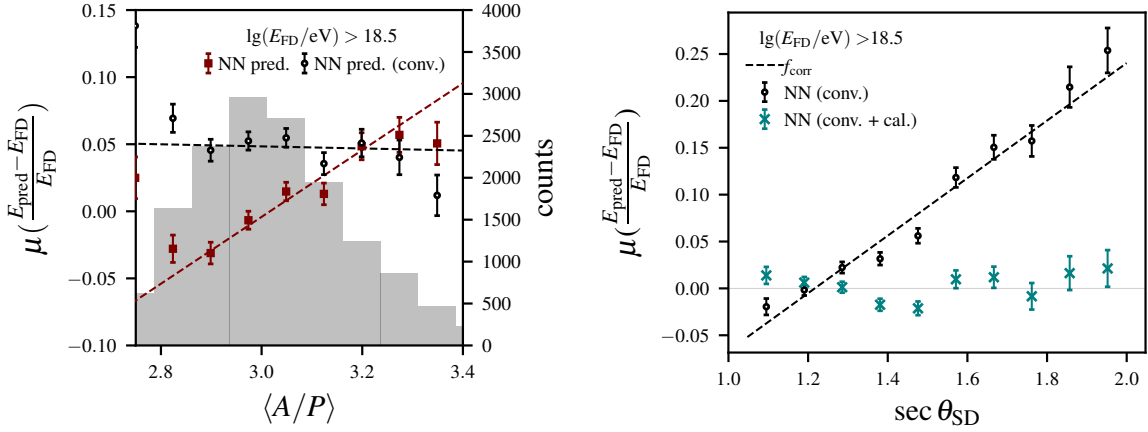 lg(E_FD/eV) > 18.5
NN pred.
NN pred. (conv.)
0.15
0.10
0.05
0.00
−0.05
−0.10
μ(E_pred−E_FD / E_FD)
4000
3500
3000
2500
2000
1500
1000
500
0
counts
2.8
3.0
3.2
3.4
⟨A/P⟩
lg(E_FD/eV) >18.5
f_corr
NN (conv.)
NN (conv. + cal.)
0.25
0.20
0.15
0.10
0.05
0.00
−0.05
μ(E_pred−E_FD / E_FD)
1.0
1.2
1.4
1.6
1.8
2.0
sec θ_SD